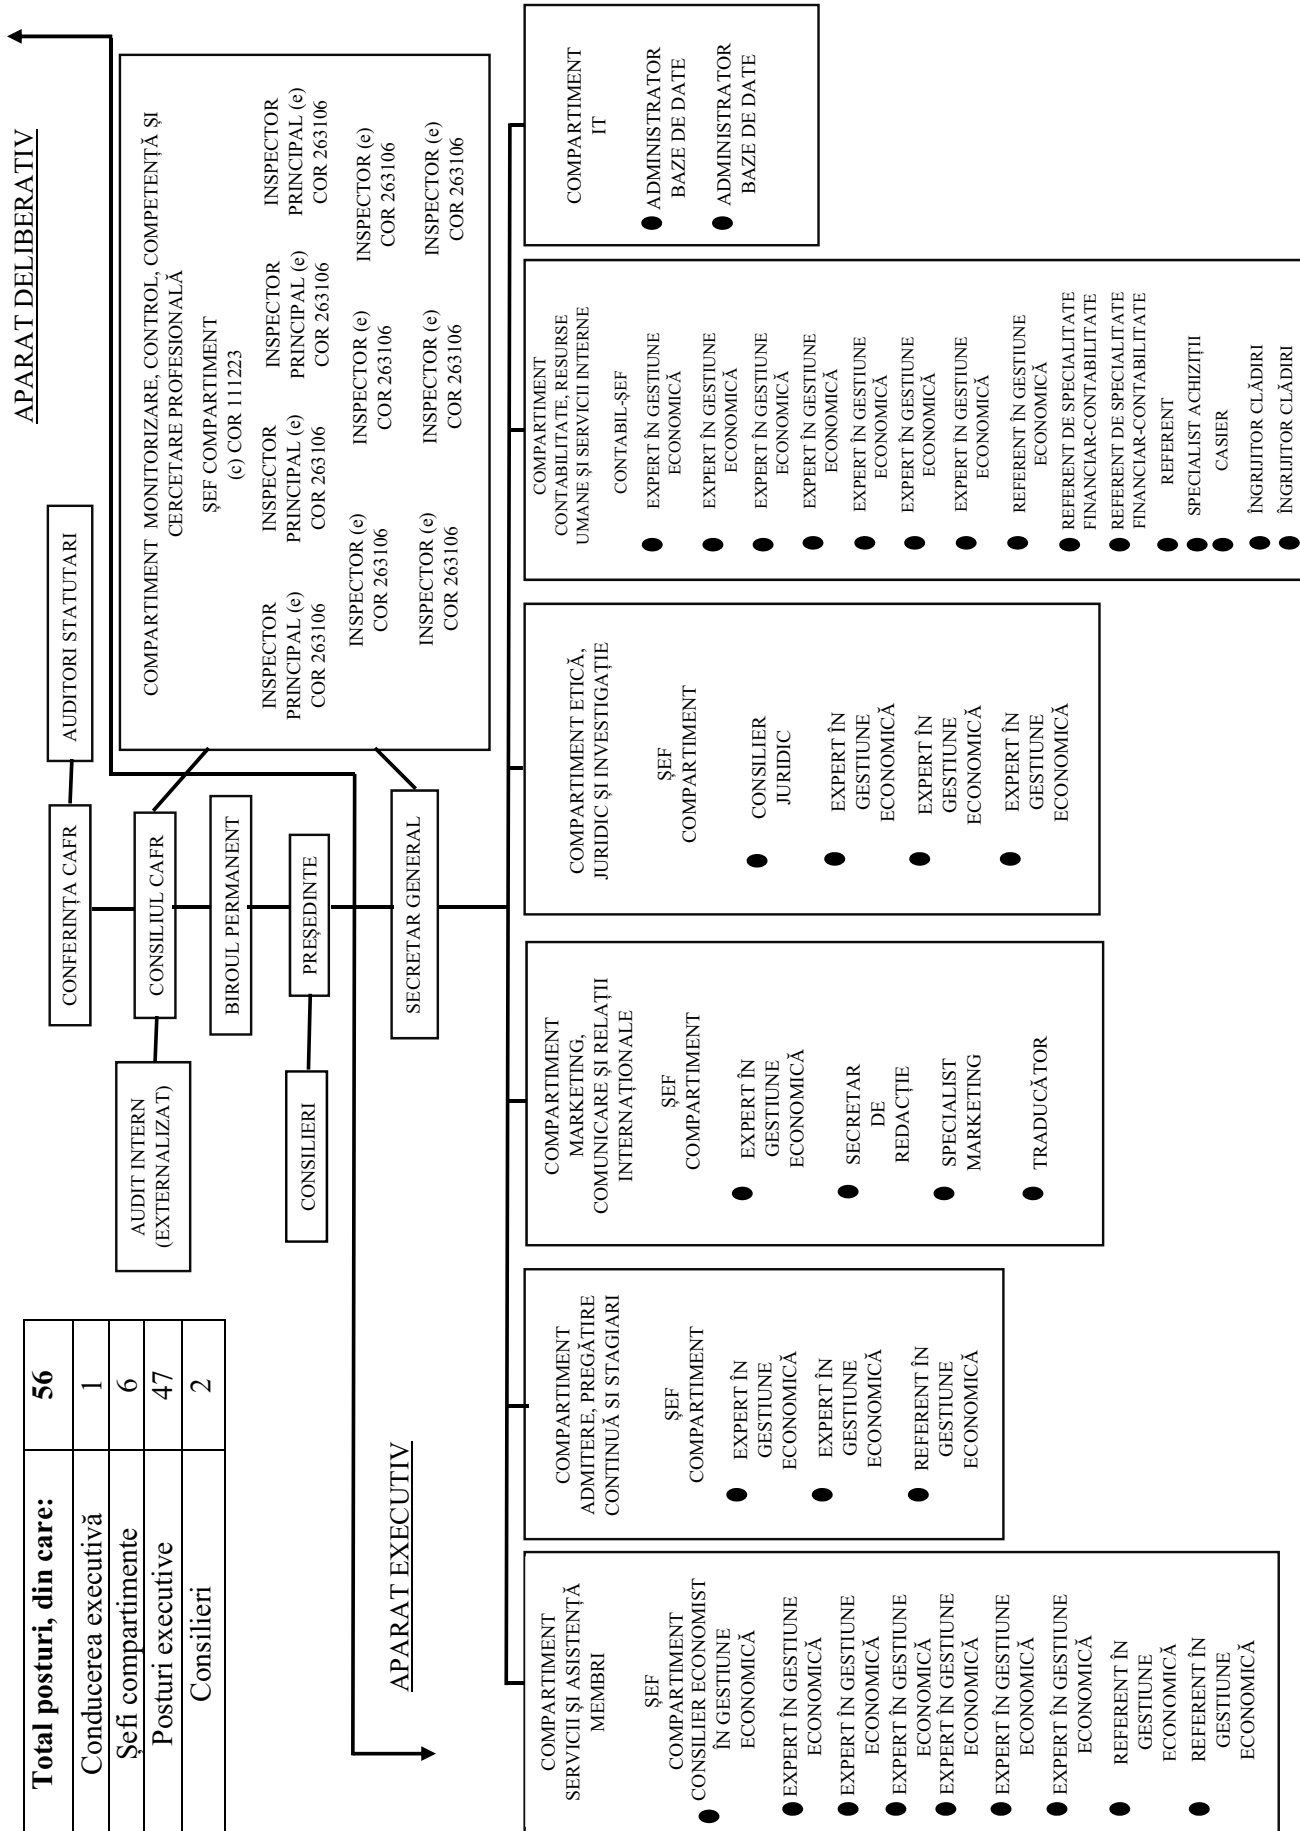 APARAT DELIBERATIV
Total posturi, din care: 56
Conducerea executivă 1
Șefi compartimente 6
Posturi executive 47
Consilieri 2
CONFERINȚA CAFR
AUDITORI STATUTARI
CONSILIUL CAFR
AUDIT INTERN
(EXTERNALIZAT)
BIROUL PERMANENT
PREȘEDINTE
CONSILIERI
SECRETAR GENERAL
COMPARTIMENT MONITORIZARE, CONTROL, COMPETENȚĂ ȘI
CERCETARE PROFESIONALĂ
ȘEF COMPARTIMENT
(c) COR 111223
INSPECTOR
PRINCIPAL (e)
COR 263106
INSPECTOR
PRINCIPAL (e)
COR 263106
INSPECTOR
PRINCIPAL (e)
COR 263106
INSPECTOR
PRINCIPAL (e)
COR 263106
INSPECTOR (e)
COR 263106
INSPECTOR (e)
COR 263106
INSPECTOR (e)
COR 263106
INSPECTOR (e)
COR 263106
INSPECTOR (e)
COR 263106
INSPECTOR (e)
COR 263106
APARAT EXECUTIV
COMPARTIMENT
SERVICII ȘI ASISTENȚĂ
MEMBRI
ȘEF
COMPARTIMENT
CONSILIER ECONOMIST
ÎN GESTIUNE
ECONOMICĂ
EXPERT ÎN GESTIUNE
ECONOMICĂ
EXPERT ÎN GESTIUNE
ECONOMICĂ
EXPERT ÎN GESTIUNE
ECONOMICĂ
EXPERT ÎN GESTIUNE
ECONOMICĂ
EXPERT ÎN GESTIUNE
ECONOMICĂ
EXPERT ÎN GESTIUNE
ECONOMICĂ
REFERENT ÎN
GESTIUNE
ECONOMICĂ
REFERENT ÎN
GESTIUNE
ECONOMICĂ
COMPARTIMENT
ADMITERE, PREGĂTIRE
CONTINUĂ SI STAGIARI
ȘEF
COMPARTIMENT
EXPERT ÎN
GESTIUNE
ECONOMICĂ
EXPERT ÎN
GESTIUNE
ECONOMICĂ
REFERENT ÎN
GESTIUNE
ECONOMICĂ
COMPARTIMENT
MARKETING,
COMUNICARE ȘI RELAȚII
INTERNAȚIONALE
ȘEF
COMPARTIMENT
EXPERT ÎN
GESTIUNE
ECONOMICĂ
SECRETAR
DE
REDACȚIE
SPECIALIST
MARKETING
TRADUCĂTOR
COMPARTIMENT ETICĂ,
JURIDIC ȘI INVESTIGAȚIE
ȘEF
COMPARTIMENT
CONSILIER
JURIDIC
EXPERT ÎN
GESTIUNE
ECONOMICĂ
EXPERT ÎN
GESTIUNE
ECONOMICĂ
EXPERT ÎN
GESTIUNE
ECONOMICĂ
COMPARTIMENT
CONTABILITATE, RESURSE
UMANE ȘI SERVICII INTERNE
CONTABIL-ȘEF
EXPERT ÎN GESTIUNE
ECONOMICĂ
EXPERT ÎN GESTIUNE
ECONOMICĂ
EXPERT ÎN GESTIUNE
ECONOMICĂ
EXPERT ÎN GESTIUNE
ECONOMICĂ
EXPERT ÎN GESTIUNE
ECONOMICĂ
EXPERT ÎN GESTIUNE
ECONOMICĂ
EXPERT ÎN GESTIUNE
ECONOMICĂ
REFERENT ÎN GESTIUNE
ECONOMICĂ
REFERENT DE SPECIALITATE
FINANCIAR-CONTABILITATE
REFERENT DE SPECIALITATE
FINANCIAR-CONTABILITATE
REFERENT
SPECIALIST ACHIZIȚII
CASIER
ÎNGRIJITOR CLĂDIRI
ÎNGRIJITOR CLĂDIRI
COMPARTIMENT
IT
ADMINISTRATOR
BAZE DE DATE
ADMINISTRATOR
BAZE DE DATE